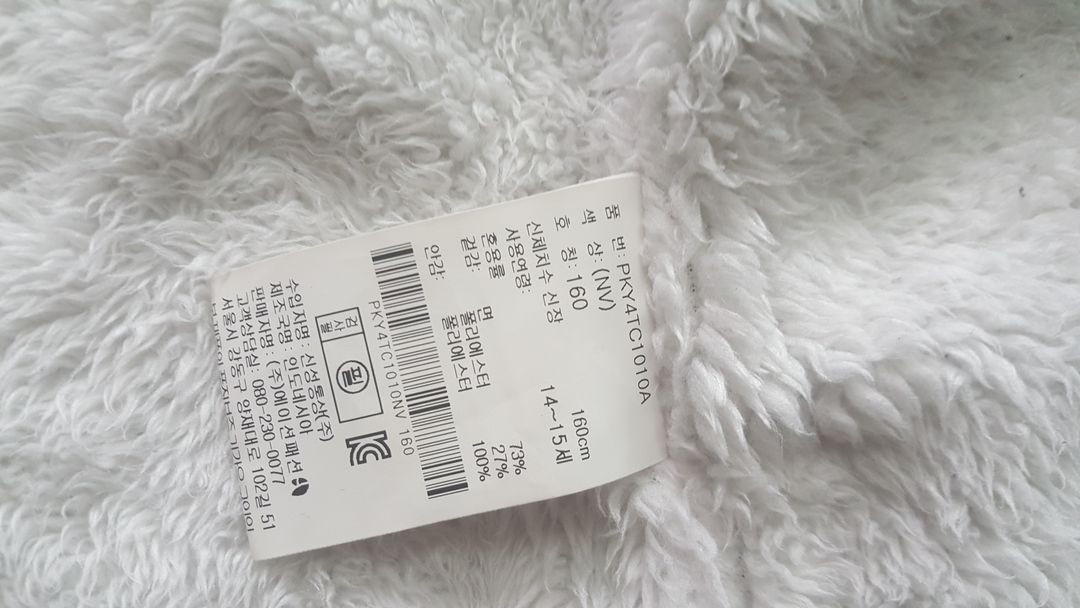 품 번: PKY4TC1010A
색 상: (NV)
호 칭: 160
신체치수 신장 160cm
사용연령: 14~15세
혼용률
겉감: 면 73%
폴리에스터 27%
안감: 폴리에스터 100%
PKY4TC1010NV 160
검사필 필
수입자명 : 신성통상(주)
제조국명 : 인도네시아
판매자명 : (주)에이션패션
고객상담실: 080-230-0077
서울시 강동구 양재대로 102길 51